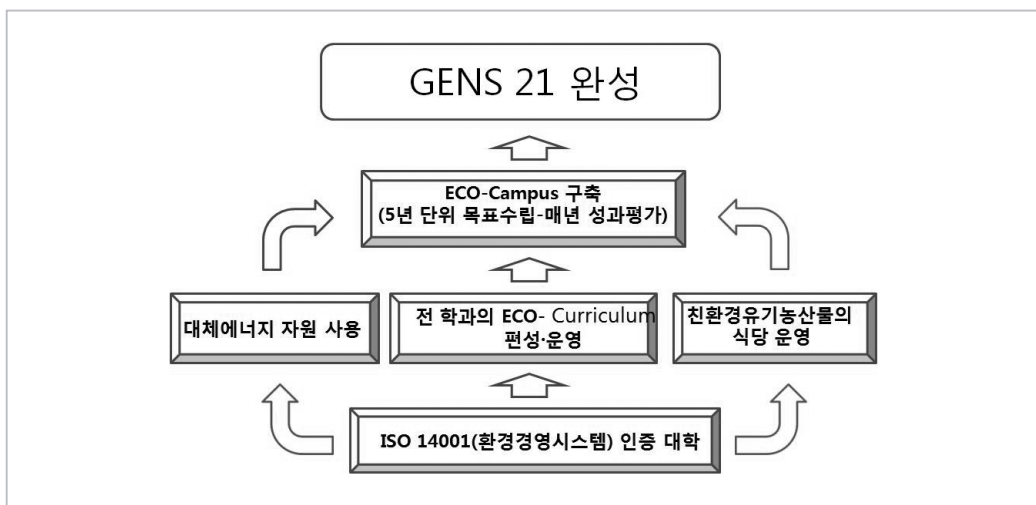 GENS 21 완성
ECO-Campus 구축
(5년 단위 목표수립-매년 성과평가)
대체에너지 자원 사용
전 학과의 ECO- Curriculum
편성·운영
친환경유기농산물의
식당 운영
ISO 14001(환경경영시스템) 인증 대학